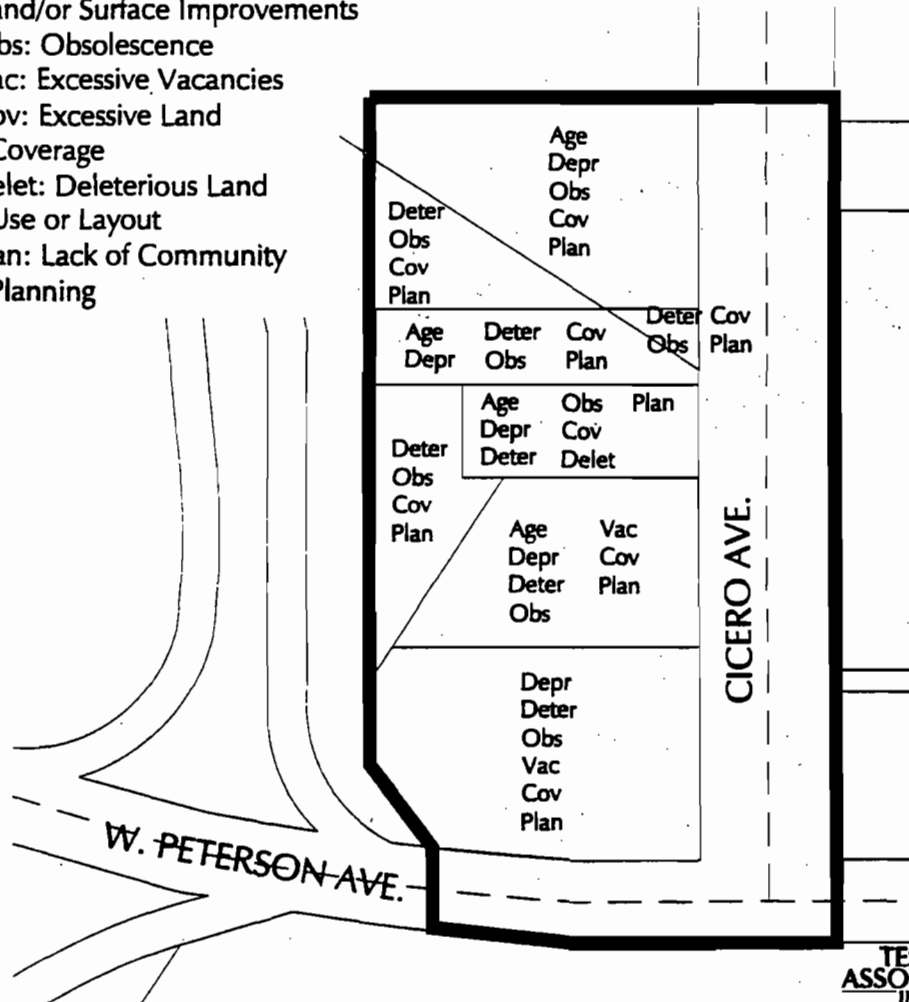 and/or Surface Improvements
bs: Obsolescence
ac: Excessive Vacancies
ov: Excessive Land
Coverage
elet: Deleterious Land
Use or Layout
an: Lack of Community
Planning
Age
Depr
Obs
Cov
Plan
Deter
Obs
Cov
Plan
Deter Cov
Obs Plan
Age Deter Cov
Depr Obs Plan
Age Obs Plan
Depr Cov
Deter Delet
Deter
Obs
Cov
Plan
Age Vac
Depr Cov
Deter Plan
Obs
CICERO AVE.
Depr
Deter
Obs
Vac
Cov
Plan
W. PETERSON AVE.
TE
ASSO